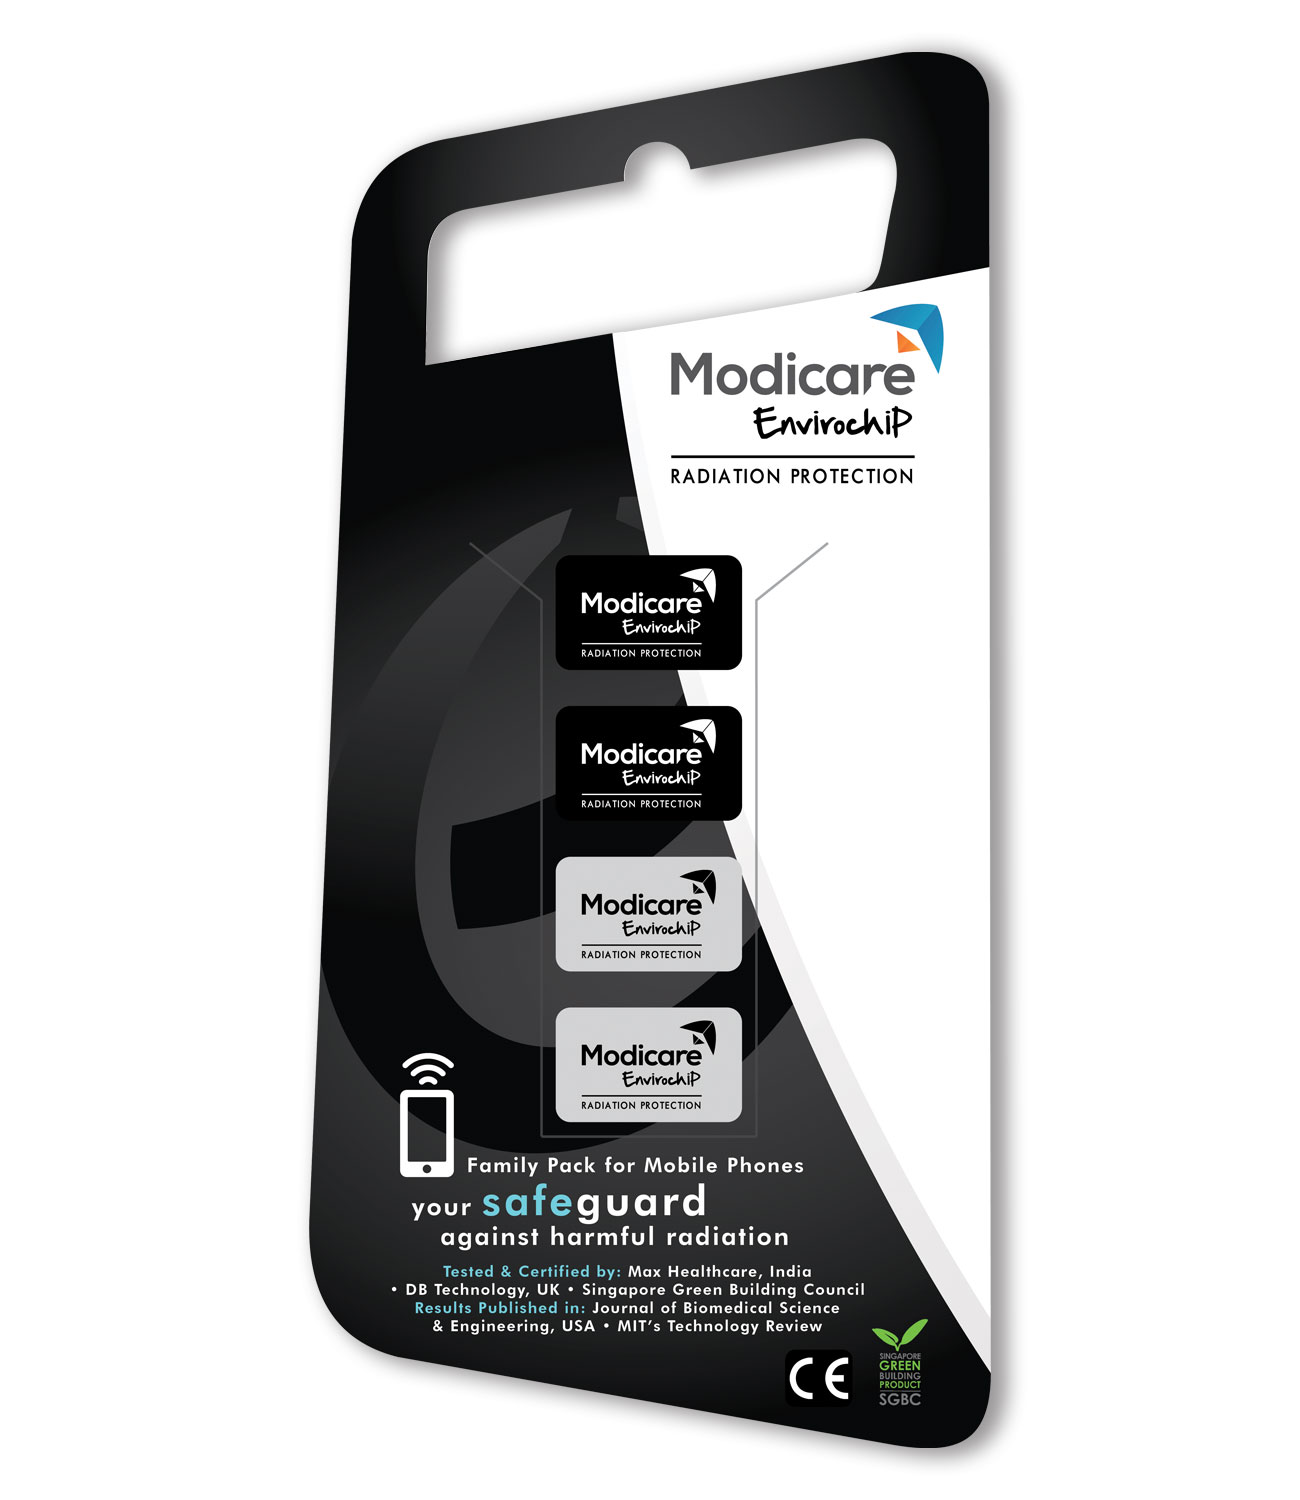 Modicare
EnvirochiP
RADIATION PROTECTION
Modicare
EnvirochiP
RADIATION PROTECTION
Modicare
EnvirochiP
RADIATION PROTECTION
Modicare
EnvirochiP
RADIATION PROTECTION
Modicare
EnvirochiP
RADIATION PROTECTION
Family Pack for Mobile Phones
your safeguard
against harmful radiation
Tested & Certified by: Max Healthcare, India
• DB Technology, UK • Singapore Green Building Council
Results Published in: Journal of Biomedical Science
& Engineering, USA • MIT's Technology Review
CE
SINGAPORE
GREEN
BUILDING
PRODUCT
SGBC